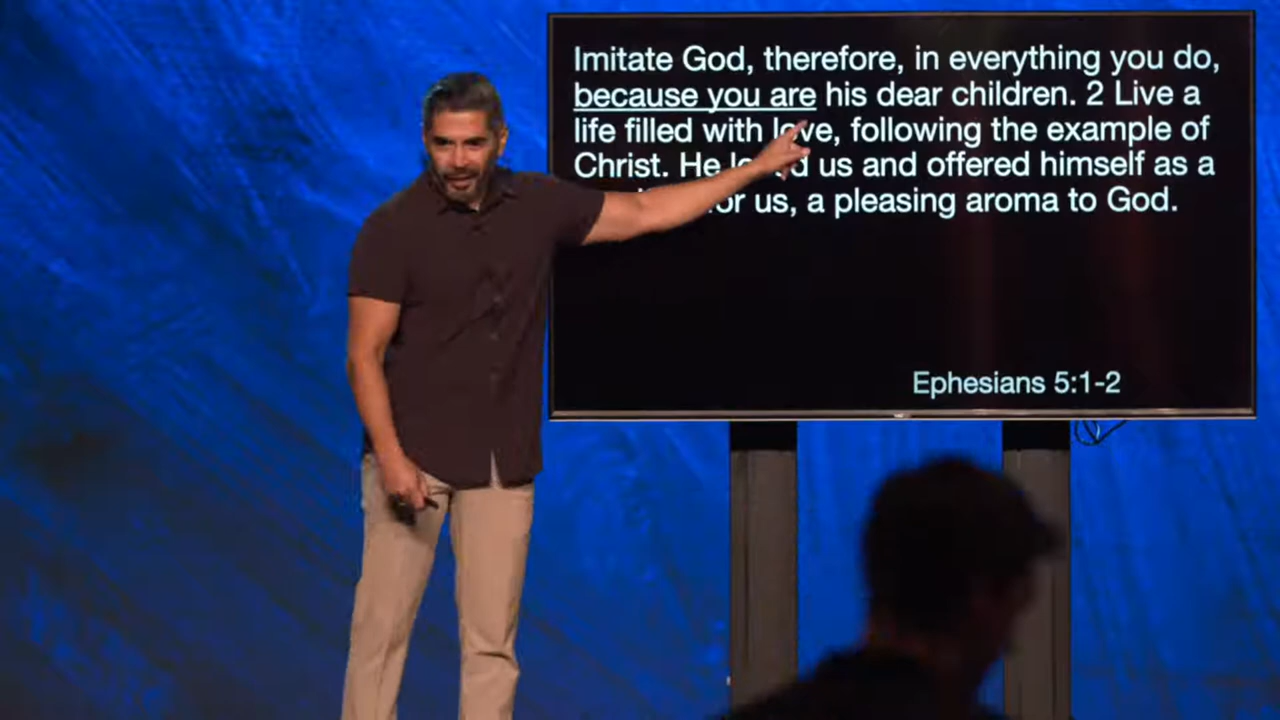 Imitate God, therefore, in everything you do,
because you are his dear children. 2 Live a
life filled with love, following the example of
Christ. He us and offered himself as a
us, a pleasing aroma to God.
Ephesians 5:1-2